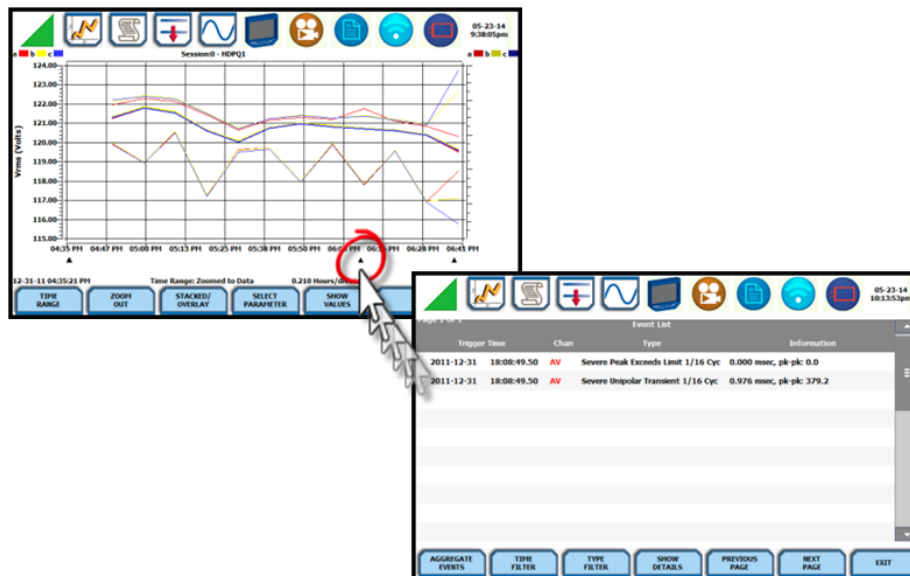 05-23-14
9:38:05pm
a b c
Session:0 - HDPQ1
a b c
124.00
123.00
122.00
121.00
120.00
119.00
118.00
117.00
116.00
115.00
Vrms (Volts)
04:35 PM 04:47 PM 05:00 PM 05:13 PM 05:25 PM 05:38 PM 05:50 PM 06:28 PM 06:41 PM
12-31-11 04:35:21 PM Time Range: Zoomed to Data 0.210 Hours/div
TIME RANGE
ZOOM OUT
STACKED/ OVERLAY
SELECT PARAMETER
SHOW VALUES
05-23-14
10:13:53pm
Event List
Trigger Time Chan Type Information
2011-12-31 18:08:49.50 AV Severe Peak Exceeds Limit 1/16 Cyc 0.000 msec, pk-pk: 0.0
2011-12-31 18:08:49.50 AV Severe Unipolar Transient 1/16 Cyc 0.976 msec, pk-pk: 379.2
AGGREGATE EVENTS
TIME FILTER
TYPE FILTER
SHOW DETAILS
PREVIOUS PAGE
NEXT PAGE
EXIT